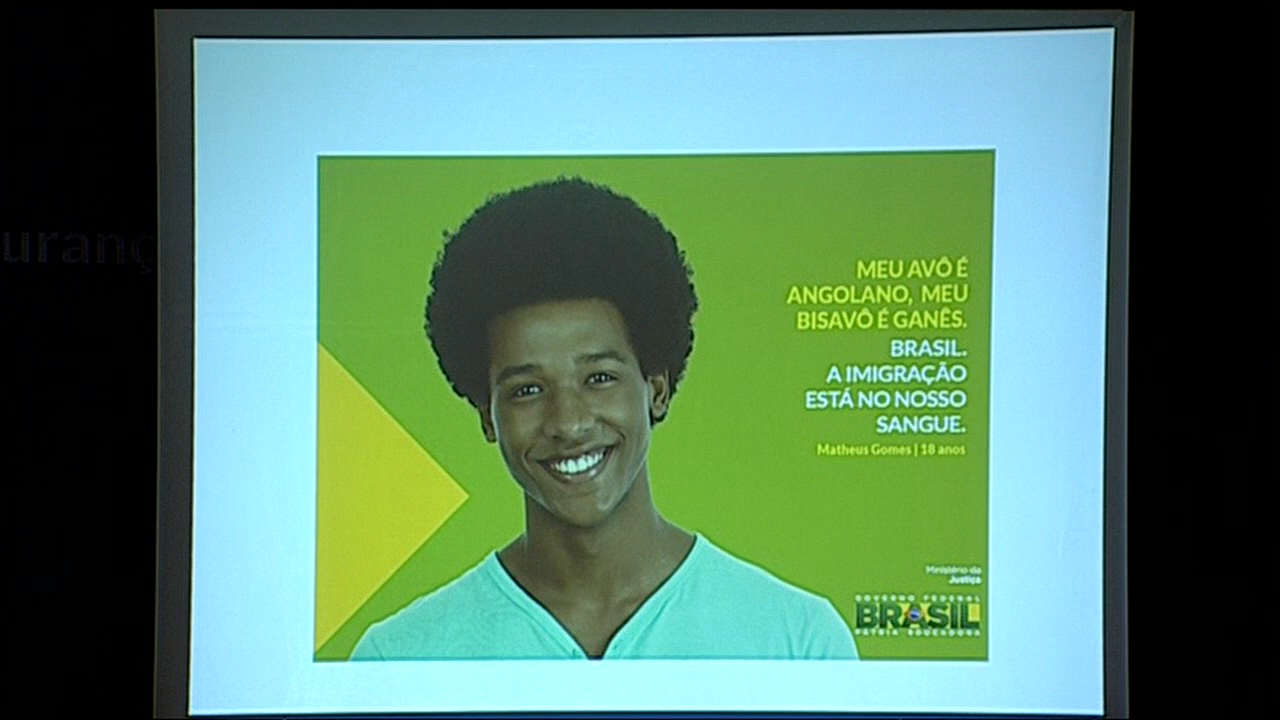 uranç
MEU AVÔ É
ANGOLANO, MEU
BISAVÔ É GANÊS.
BRASIL.
A IMIGRAÇÃO
ESTÁ NO NOSSO
SANGUE.
Matheus Gomes | 18 anos
Ministério da
Justiça
GOVERNO FEDERAL
BRASIL
PÁTRIA EDUCADORA